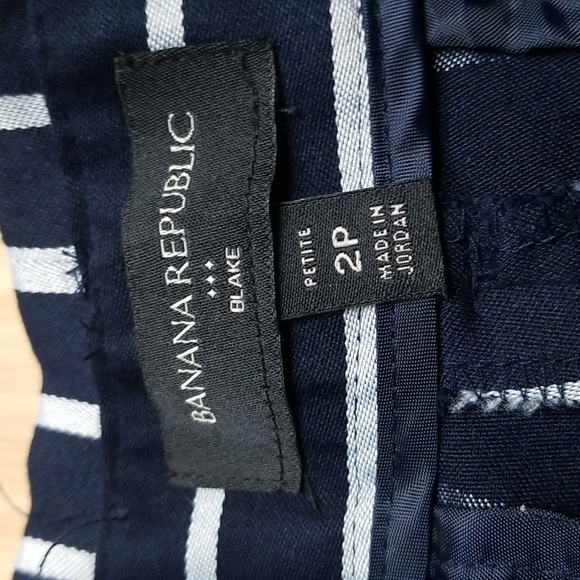 BANANA REPUBLIC
BLAKE
PETITE
2P
MADE IN
JORDAN